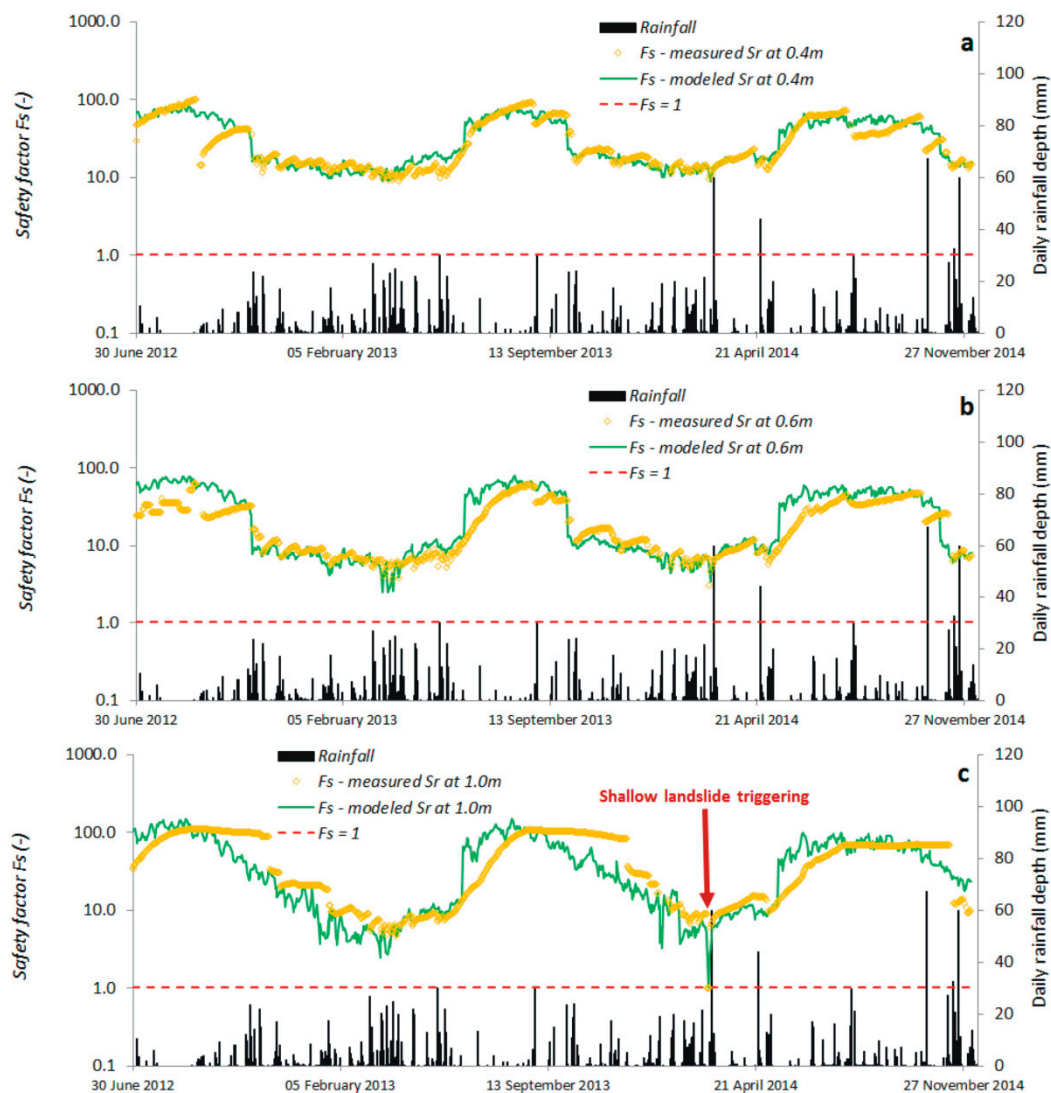 1000.0
100.0
10.0
1.0
0.1
Safety factor Fs (-)
Rainfall
Fs - measured Sr at 0.4m
Fs - modeled Sr at 0.4m
Fs = 1
a
120
100
80
60
40
20
0
Daily rainfall depth (mm)
30 June 2012 05 February 2013 13 September 2013 21 April 2014 27 November 2014
1000.0
100.0
10.0
1.0
0.1
Safety factor Fs (-)
Rainfall
Fs - measured Sr at 0.6m
Fs - modeled Sr at 0.6m
Fs = 1
b
120
100
80
60
40
20
0
Daily rainfall depth (mm)
30 June 2012 05 February 2013 13 September 2013 21 April 2014 27 November 2014
1000.0
100.0
10.0
1.0
0.1
Safety factor Fs (-)
Rainfall
Fs - measured Sr at 1.0m
Fs - modeled Sr at 1.0m
Fs = 1
Shallow landslide triggering
c
120
100
80
60
40
20
0
Daily rainfall depth (mm)
30 June 2012 05 February 2013 13 September 2013 21 April 2014 27 November 2014